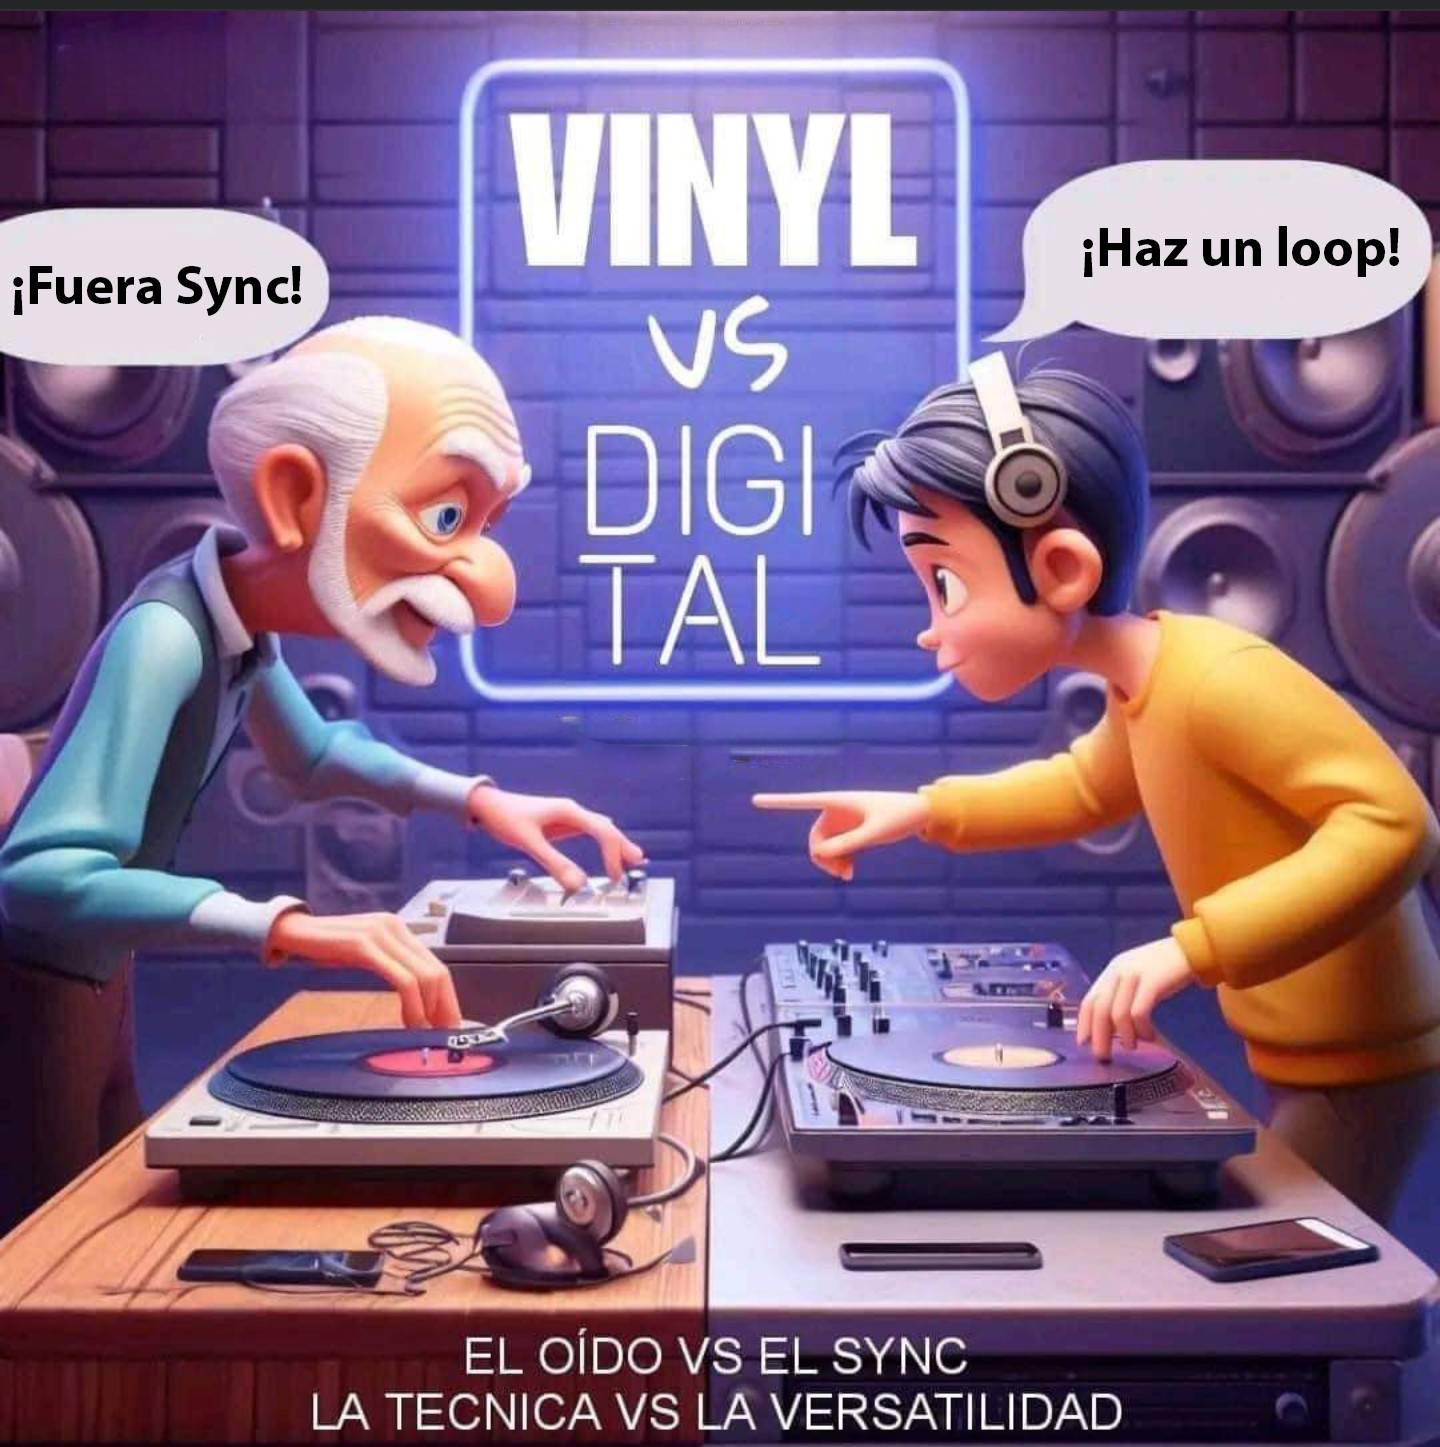 VINYL
vs
DIGI
TAL
¡Fuera Sync!
¡Haz un loop!
EL OÍDO VS EL SYNC
LA TECNICA VS LA VERSATILIDAD